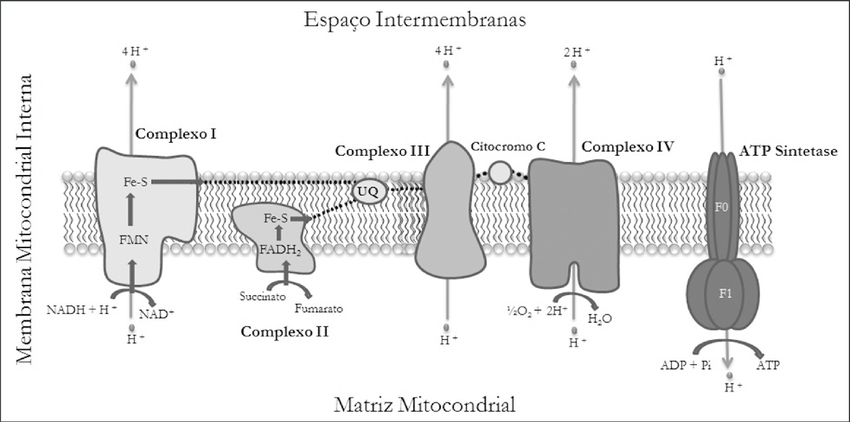 Espaço Intermembranas
Membrana Mitocondrial Interna
4 H⁺
4 H⁺
2 H⁺
H⁺
Complexo I
Complexo III
Citocromo C
Complexo IV
ATP Sintetase
Fe-S
UQ
Fe-S
F0
FMN
FADH₂
F1
NADH + H⁺
NAD⁺
Succinato
Fumarato
½O₂ + 2H⁺
H₂O
Complexo II
H⁺
H⁺
H⁺
ADP + Pi
ATP
H⁺
Matriz Mitocondrial